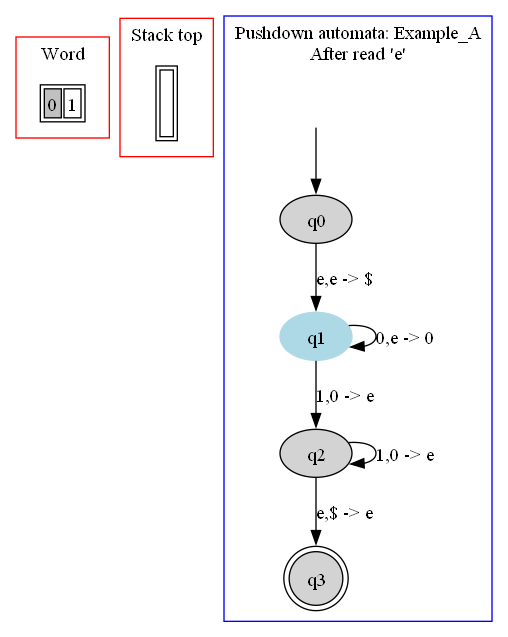 Word
0 1
Stack top
Pushdown automata: Example_A
After read 'e'
q0
e,e -> $
q1
0,e -> 0
1,0 -> e
q2
1,0 -> e
e,$ -> e
q3